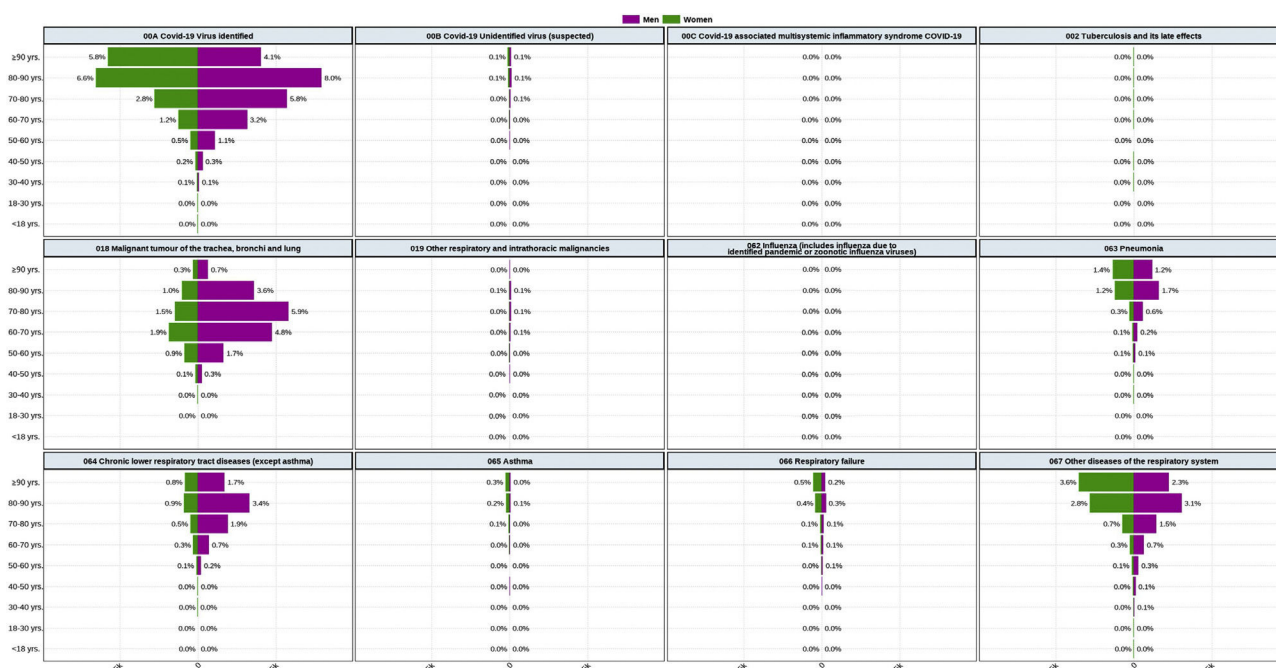 Men Women
00A Covid-19 Virus identified 00B Covid-19 Unidentified virus (suspected) 00C Covid-19 associated multisystemic inflammatory syndrome COVID-19 002 Tuberculosis and its late effects
≥90 yrs. 5.8% 4.1% 0.1% 0.1% 0.0% 0.0% 0.0% 0.0%
80-90 yrs. 6.6% 8.0% 0.1% 0.1% 0.0% 0.0% 0.0% 0.0%
70-80 yrs. 2.8% 5.8% 0.0% 0.1% 0.0% 0.0% 0.0% 0.0%
60-70 yrs. 1.2% 3.2% 0.0% 0.0% 0.0% 0.0% 0.0% 0.0%
50-60 yrs. 0.5% 1.1% 0.0% 0.0% 0.0% 0.0% 0.0% 0.0%
40-50 yrs. 0.2% 0.3% 0.0% 0.0% 0.0% 0.0% 0.0% 0.0%
30-40 yrs. 0.1% 0.1% 0.0% 0.0% 0.0% 0.0% 0.0% 0.0%
18-30 yrs. 0.0% 0.0% 0.0% 0.0% 0.0% 0.0% 0.0% 0.0%
<18 yrs. 0.0% 0.0% 0.0% 0.0% 0.0% 0.0% 0.0% 0.0%
018 Malignant tumour of the trachea, bronchi and lung 019 Other respiratory and intrathoracic malignancies 062 Influenza (includes influenza due to
identified pandemic or zoonotic influenza viruses) 063 Pneumonia
≥90 yrs. 0.3% 0.7% 0.0% 0.0% 0.0% 0.0% 1.4% 1.2%
80-90 yrs. 1.0% 3.6% 0.1% 0.1% 0.0% 0.0% 1.2% 1.7%
70-80 yrs. 1.5% 5.9% 0.0% 0.1% 0.0% 0.0% 0.3% 0.6%
60-70 yrs. 1.9% 4.8% 0.0% 0.1% 0.0% 0.0% 0.1% 0.2%
50-60 yrs. 0.9% 1.7% 0.0% 0.0% 0.0% 0.0% 0.1% 0.1%
40-50 yrs. 0.1% 0.3% 0.0% 0.0% 0.0% 0.0% 0.0% 0.0%
30-40 yrs. 0.0% 0.0% 0.0% 0.0% 0.0% 0.0% 0.0% 0.0%
18-30 yrs. 0.0% 0.0% 0.0% 0.0% 0.0% 0.0% 0.0% 0.0%
<18 yrs. 0.0% 0.0% 0.0% 0.0% 0.0% 0.0%
064 Chronic lower respiratory tract diseases (except asthma) 065 Asthma 066 Respiratory failure 067 Other diseases of the respiratory system
≥90 yrs. 0.8% 1.7% 0.3% 0.0% 0.5% 0.2% 3.6% 2.3%
80-90 yrs. 0.9% 3.4% 0.2% 0.1% 0.4% 0.3% 2.8% 3.1%
70-80 yrs. 0.5% 1.9% 0.1% 0.0% 0.1% 0.1% 0.7% 1.5%
60-70 yrs. 0.3% 0.7% 0.0% 0.0% 0.1% 0.1% 0.3% 0.7%
50-60 yrs. 0.1% 0.2% 0.0% 0.0% 0.0% 0.1% 0.1% 0.3%
40-50 yrs. 0.0% 0.0% 0.0% 0.0% 0.0% 0.0% 0.0% 0.1%
30-40 yrs. 0.0% 0.0% 0.0% 0.0% 0.0% 0.0% 0.0% 0.1%
18-30 yrs. 0.0% 0.0% 0.0% 0.0% 0.0% 0.0% 0.0% 0.0%
<18 yrs. 0.0% 0.0% 0.0% 0.0% 0.0% 0.0% 0.0% 0.0%
0 0 0 0